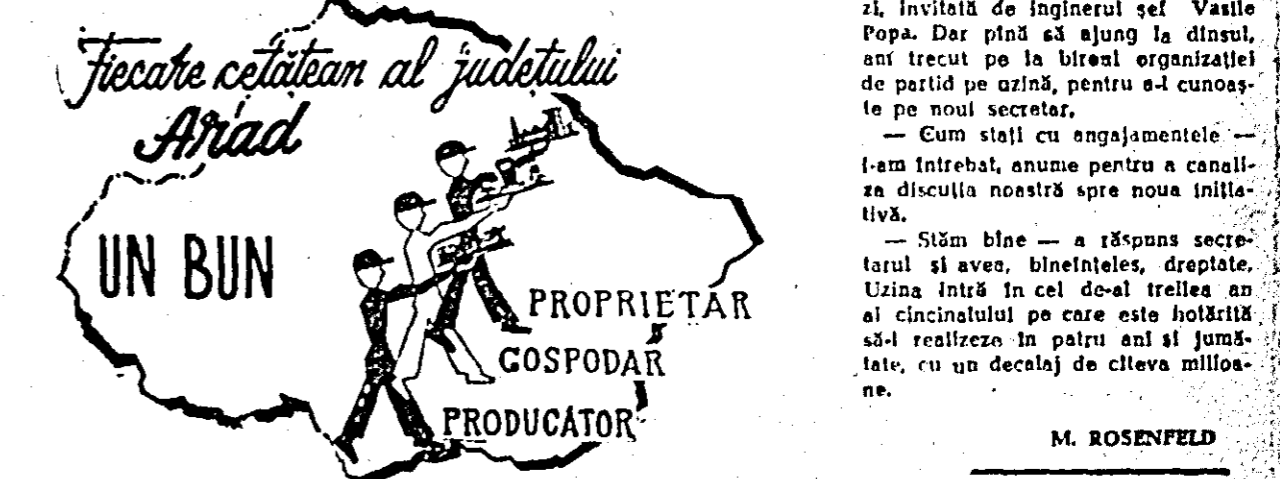 Fiecare cetățean al județului
Arad
UN BUN
PROPRIETAR
GOSPODAR
PRODUCĂTOR
zi, invitată de inginerul șef Vasile
Popa. Dar pînă să ajung la dînsul,
am trecut pe la biroul organizației
de partid pe uzină, pentru a-l cunoaș-
te pe noul secretar.
— Cum stați cu angajamentele —
l-am întrebat, anume pentru a canali-
za discuția noastră spre noua iniția-
tivă.
— Stăm bine — a răspuns secre-
tarul și avea, bineînțeles, dreptate.
Uzina intră în cel de-al treilea an
al cincinalului pe care este hotărîtă
să-l realizeze în patru ani și jumă-
tate, cu un decalaj de cîteva milioa-
ne.
M. ROSENFELD